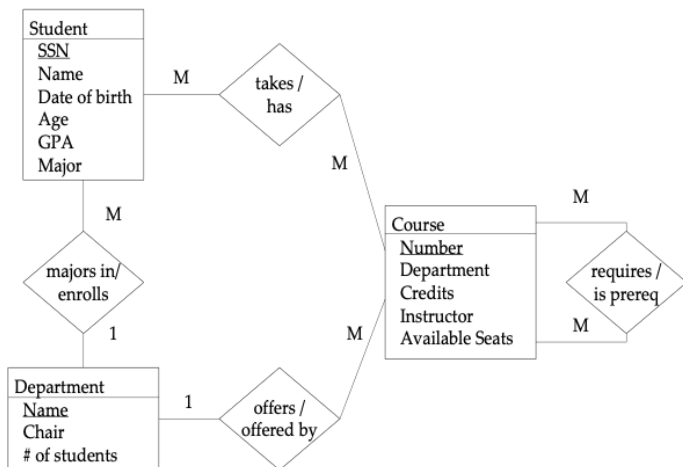 Student
SSN
Name
Date of birth
Age
GPA
Major
M
takes /
has
M
M
majors in/
enrolls
1
Course
Number
Department
Credits
Instructor
Available Seats
M
requires /
is prereq
M
Department
Name
Chair
# of students
1
offers /
offered by
M